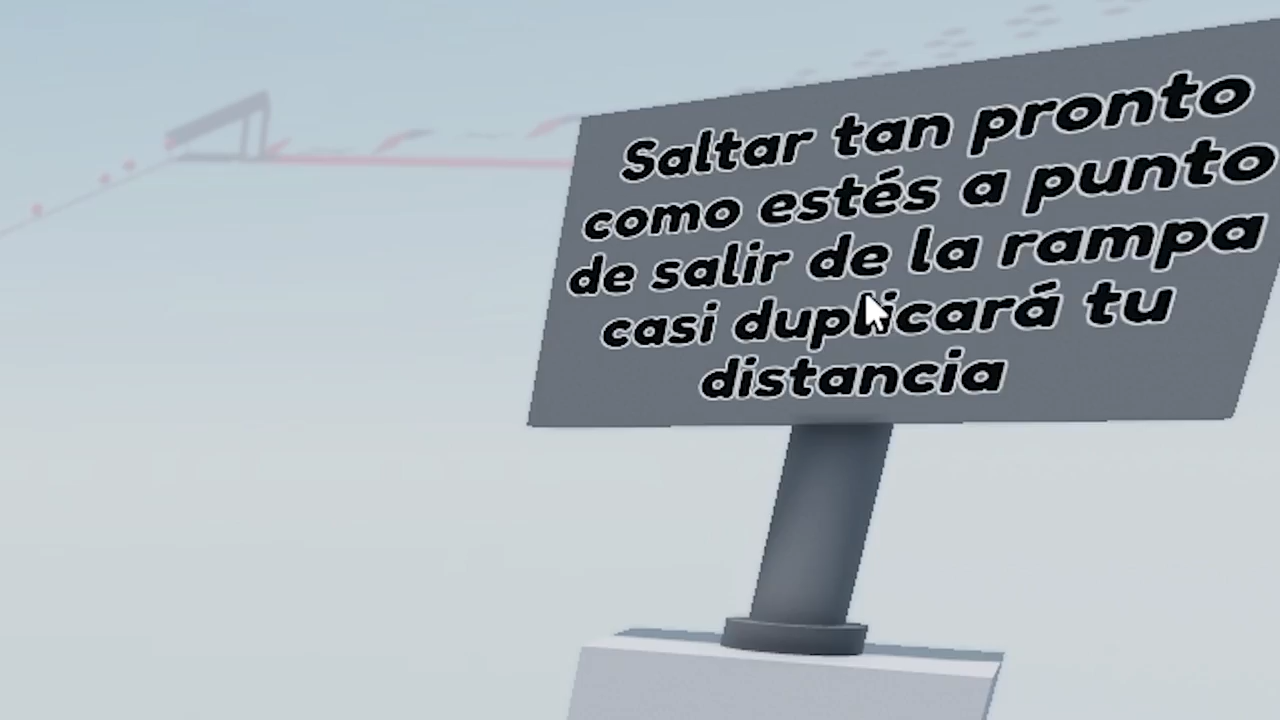 Saltar tan pronto
como estés a punto
de salir de la rampa
casi duplicará tu
distancia